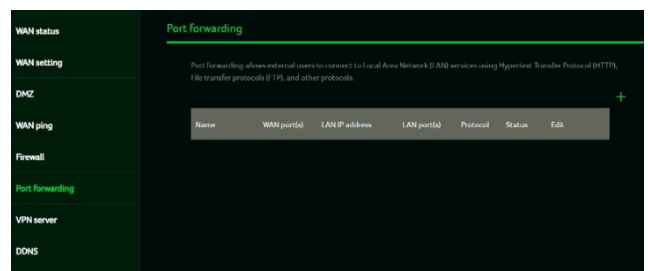 WAN status
WAN setting
DMZ
WAN ping
Firewall
Port forwarding
VPN server
DDNS
Port forwarding
Port forwarding allows external users to connect to Local Area Network (LAN) services using Hypertext Transfer Protocol (HTTP),
File transfer protocols (FTP), and other protocols.
+
Name WAN port(s) LAN IP address LAN port(s) Protocol Status Edit